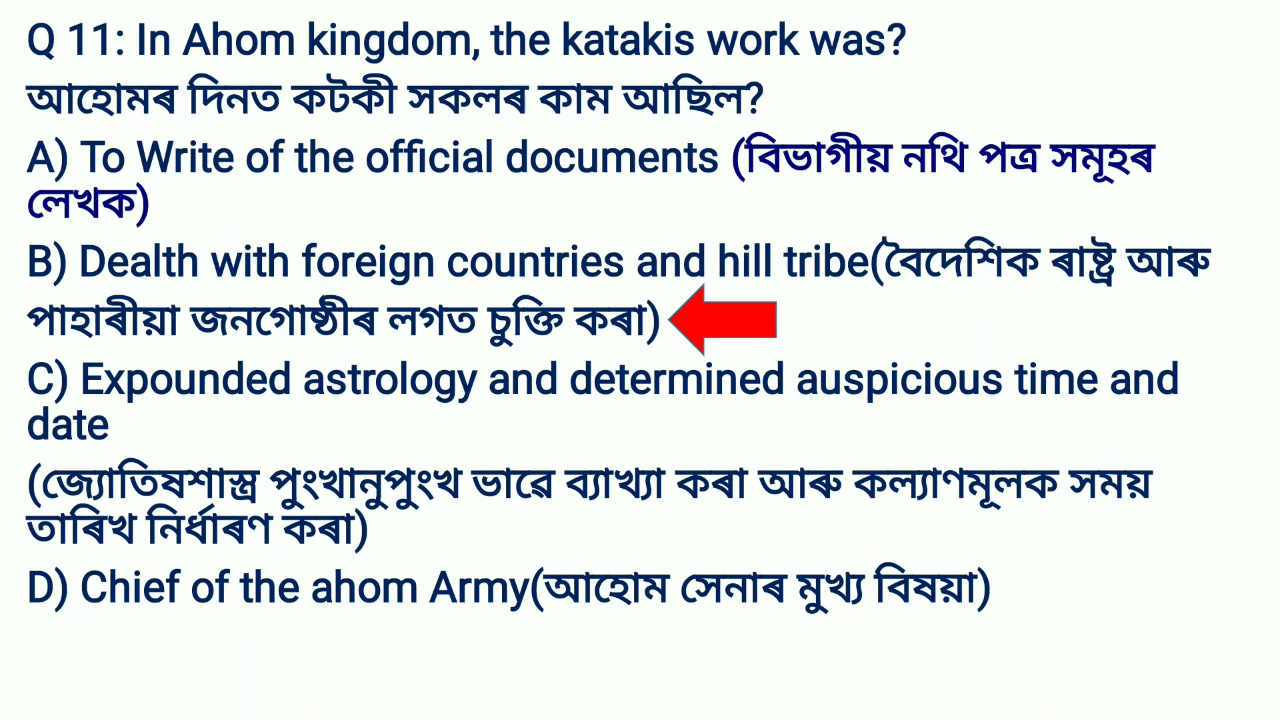 Q 11: In Ahom kingdom, the katakis work was?
আহোমৰ দিনত কটকী সকলৰ কাম আছিল?
A) To Write of the official documents (বিভাগীয় নথি পত্ৰ সমূহৰ
লেখক)
B) Dealth with foreign countries and hill tribe(বৈদেশিক ৰাষ্ট্ৰ আৰু
পাহাৰীয়া জনগোষ্ঠীৰ লগত চুক্তি কৰা)
C) Expounded astrology and determined auspicious time and
date
(জ্যোতিষশাস্ত্ৰ পুংখানুপুংখ ভাৱে ব্যাখ্যা কৰা আৰু কল্যাণমূলক সময়
তাৰিখ নিৰ্ধাৰণ কৰা)
D) Chief of the ahom Army(আহোম সেনাৰ মুখ্য বিষয়া)